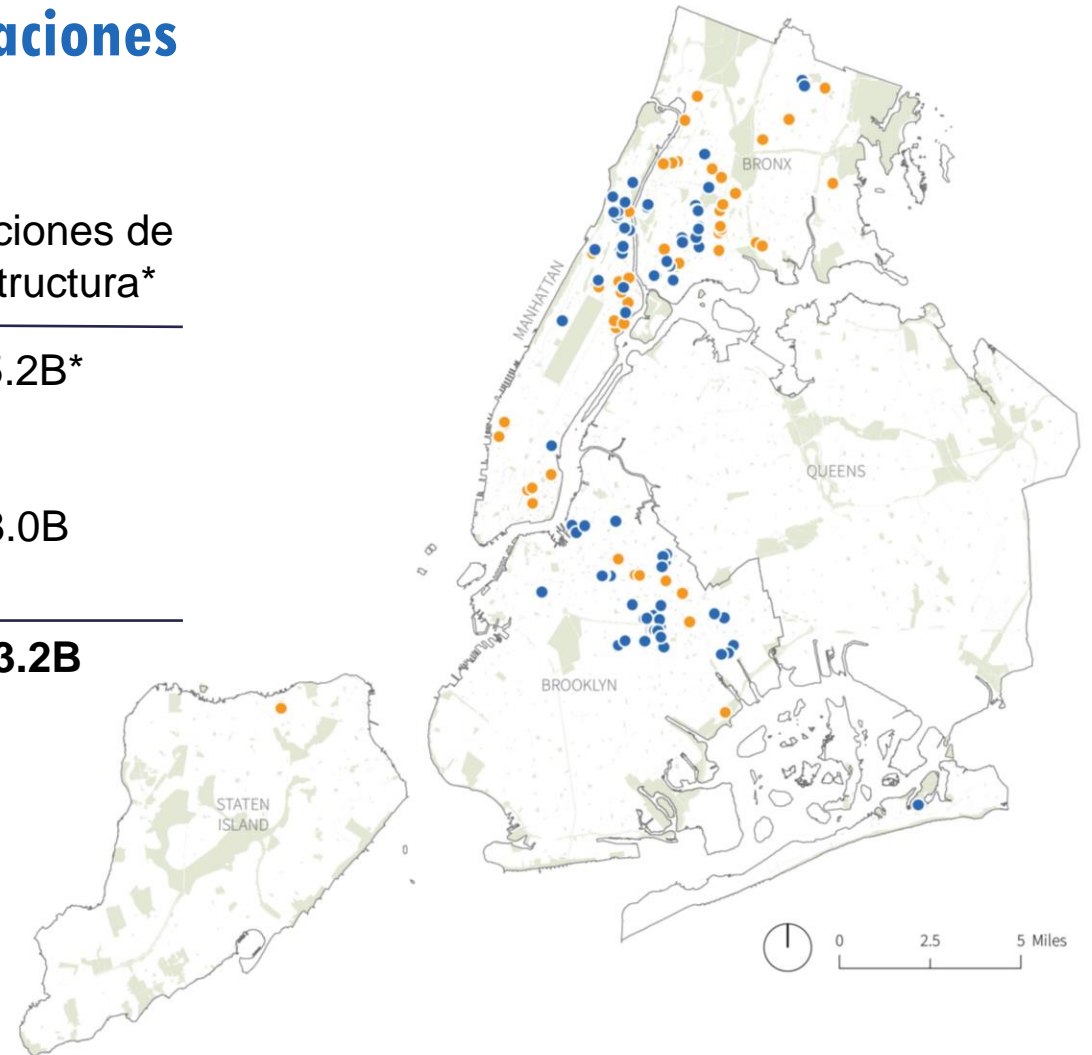 aciones
ciones de
tructura*
.2B*
3.0B
3.2B
BRONX
MANHATTAN
QUEENS
BROOKLYN
STATEN
ISLAND
0 2.5 5 Miles